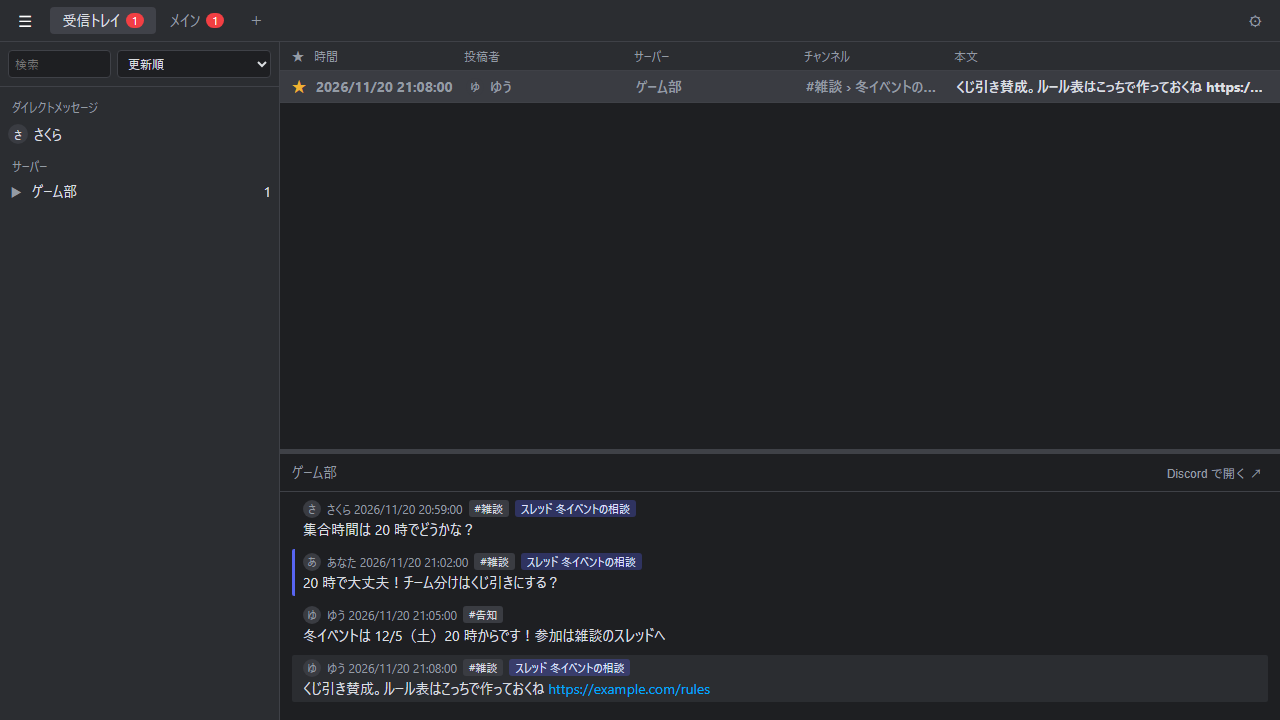 ☰ 受信トレイ 1 メイン 1 + ⚙
検索 更新順
ダイレクトメッセージ
さ さくら
サーバー
▶ ゲーム部 1
★ 時間 投稿者 サーバー チャンネル 本文
★ 2026/11/20 21:08:00 ゆ ゆう ゲーム部 #雑談 › 冬イベントの… くじ引き賛成。ルール表はこっちで作っておくね https:/…
ゲーム部 Discord で開く ↗
さ さくら 2026/11/20 20:59:00 #雑談 スレッド 冬イベントの相談
集合時間は 20 時でどうかな？
あ あなた 2026/11/20 21:02:00 #雑談 スレッド 冬イベントの相談
20 時で大丈夫！チーム分けはくじ引きにする？
ゆ ゆう 2026/11/20 21:05:00 #告知
冬イベントは 12/5（土）20 時からです！参加は雑談のスレッドへ
ゆ ゆう 2026/11/20 21:08:00 #雑談 スレッド 冬イベントの相談
くじ引き賛成。ルール表はこっちで作っておくね https://example.com/rules